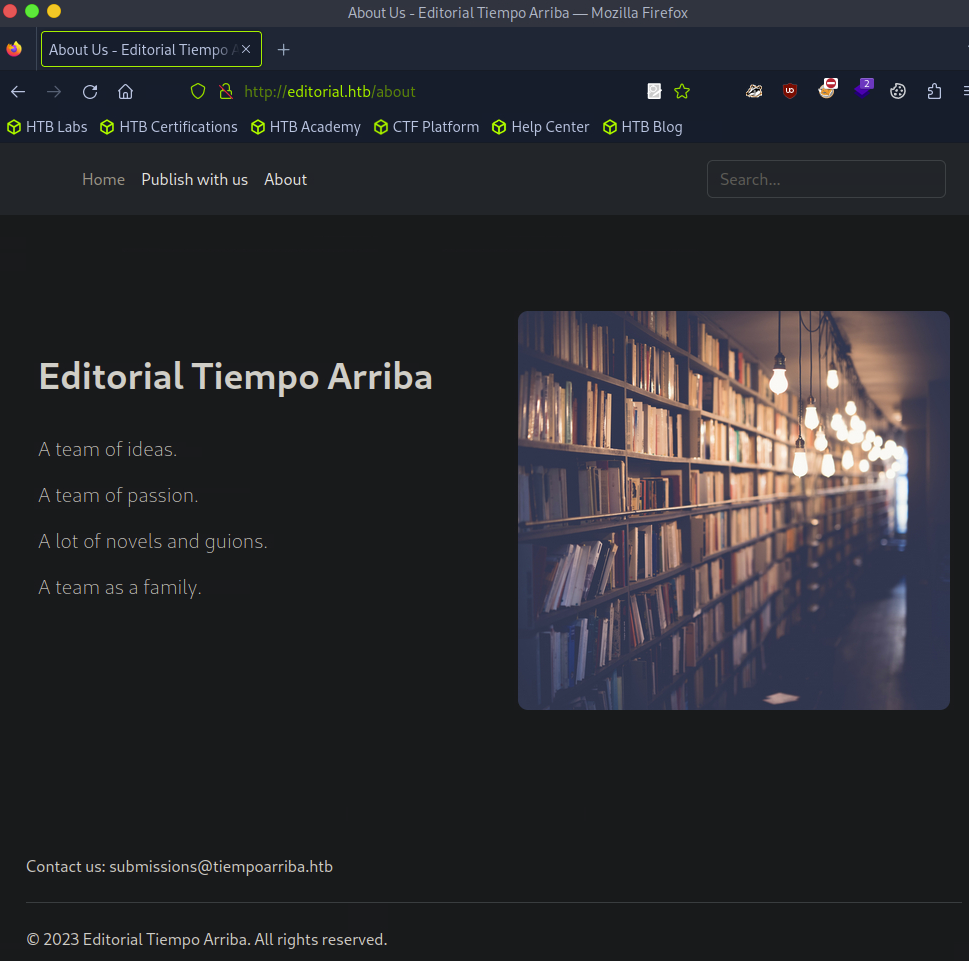 About Us - Editorial Tiempo Arriba — Mozilla Firefox
About Us - Editorial Tiempo
http://editorial.htb/about
UD
2
HTB Labs HTB Certifications HTB Academy CTF Platform Help Center HTB Blog
Home Publish with us About Search...
Editorial Tiempo Arriba
A team of ideas.
A team of passion.
A lot of novels and guions.
A team as a family.
Contact us: submissions@tiempoarriba.htb
© 2023 Editorial Tiempo Arriba. All rights reserved.